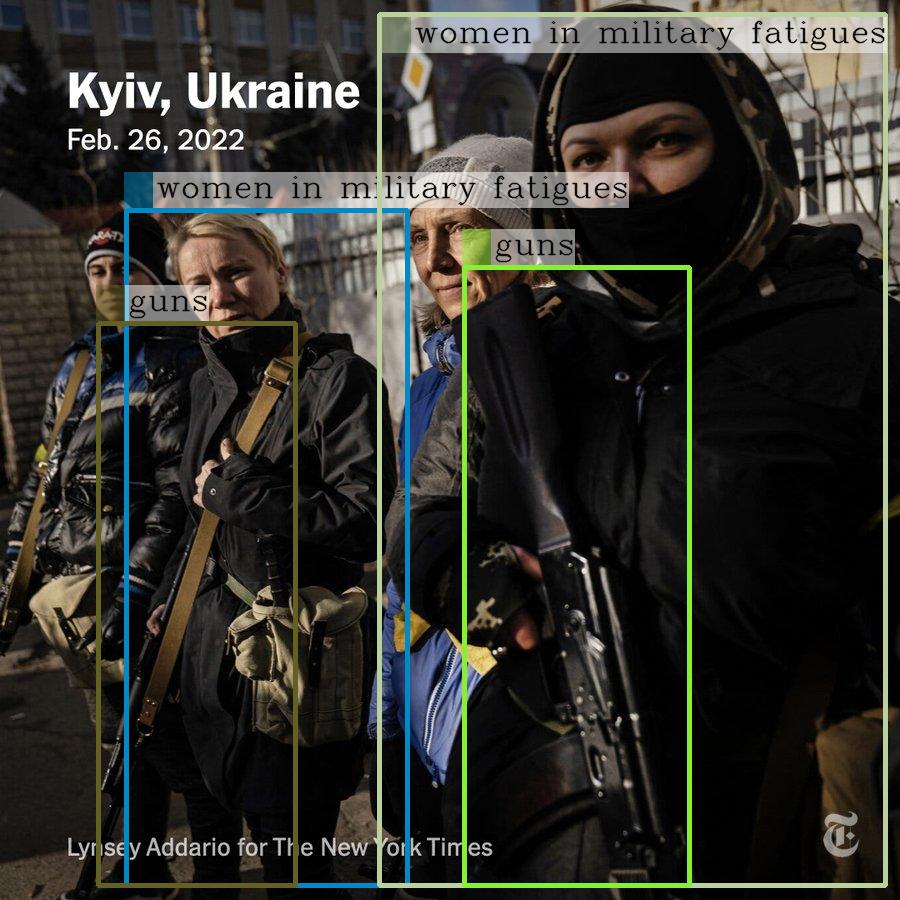 women in military fatigues
Kyiv, Ukraine
Feb. 26, 2022
women in military fatigues
guns
guns
Lynsey Addario for The New York Times
T